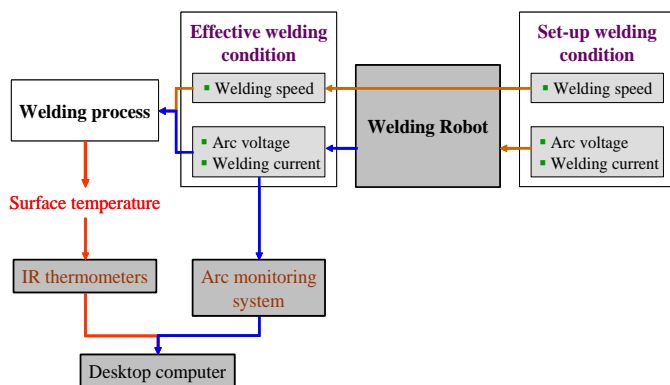 Effective welding
condition
Set-up welding
condition
Welding speed
Welding speed
Welding process
Welding Robot
Arc voltage
Welding current
Arc voltage
Welding current
Surface temperature
IR thermometers
Arc monitoring
system
Desktop computer